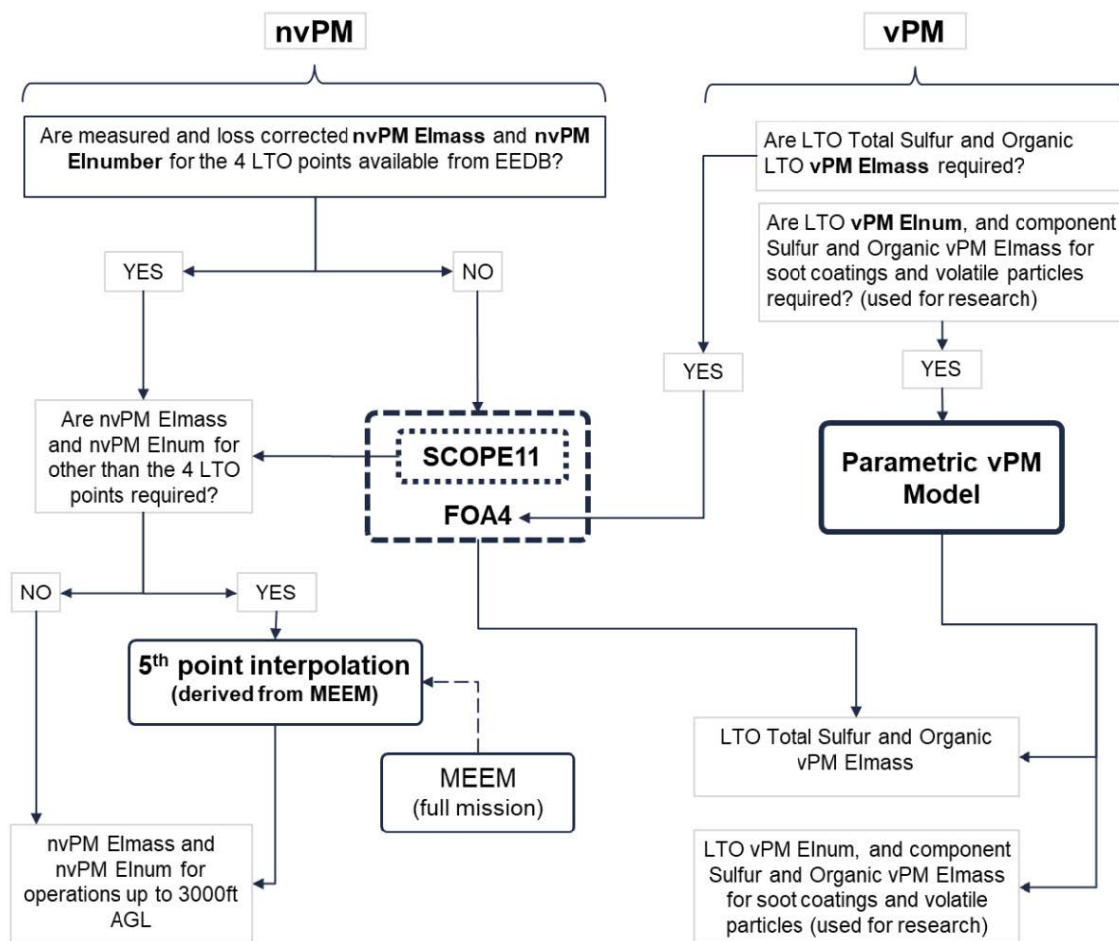 nvPM
vPM
Are measured and loss corrected nvPM EImass and nvPM
EInumber for the 4 LTO points available from EEDB?
Are LTO Total Sulfur and Organic
LTO vPM EImass required?
Are LTO vPM EInum, and component
Sulfur and Organic vPM EImass for
soot coatings and volatile particles
required? (used for research)
YES
NO
YES
YES
Are nvPM EImass
and nvPM EInum for
other than the 4 LTO
points required?
SCOPE11
FOA4
Parametric vPM
Model
NO
YES
5th point interpolation
(derived from MEEM)
MEEM
(full mission)
LTO Total Sulfur and Organic
vPM EImass
nvPM EImass and
nvPM EInum for
operations up to 3000ft
AGL
LTO vPM EInum, and component
Sulfur and Organic vPM EImass
for soot coatings and volatile
particles (used for research)